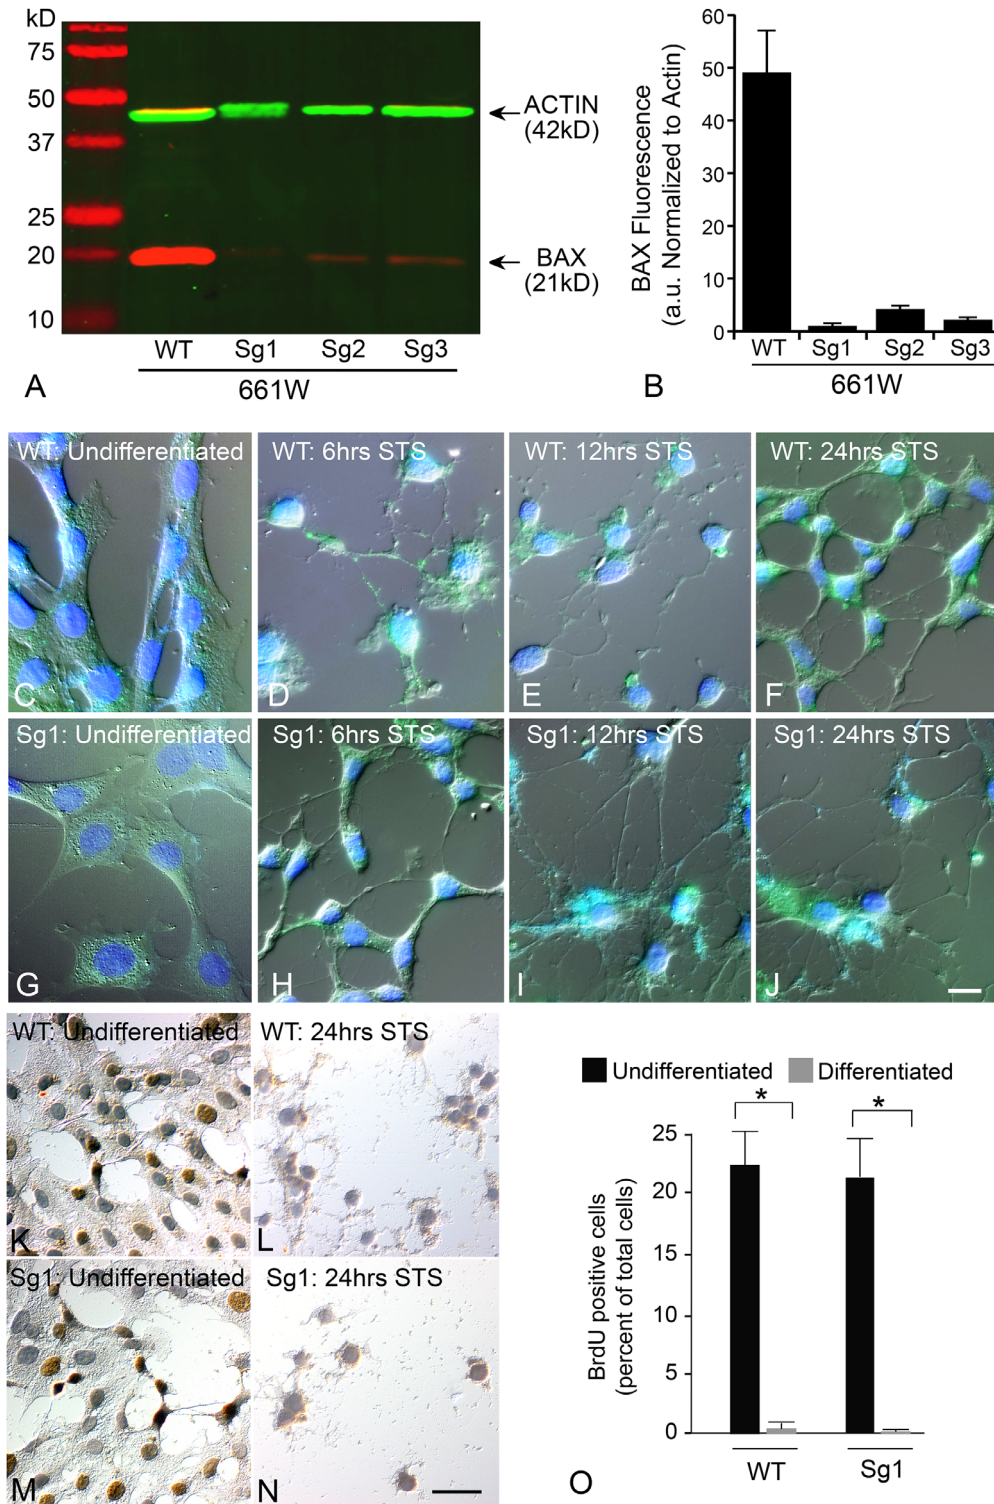 kD
75
50
37
25
20
10
ACTIN
(42kD)
BAX
(21kD)
WT Sg1 Sg2 Sg3
661W
A
BAX Fluorescence
(a.u. Normalized to Actin)
60
50
40
30
20
10
0
WT Sg1 Sg2 Sg3
661W
B
WT: Undifferentiated
C
WT: 6hrs STS
D
WT: 12hrs STS
E
WT: 24hrs STS
F
Sg1: Undifferentiated
G
Sg1: 6hrs STS
H
Sg1: 12hrs STS
I
Sg1: 24hrs STS
J
WT: Undifferentiated
K
WT: 24hrs STS
L
Sg1: Undifferentiated
M
Sg1: 24hrs STS
N
Undifferentiated Differentiated
* *
BrdU positive cells
(percent of total cells)
25
20
15
10
5
0
WT Sg1
O